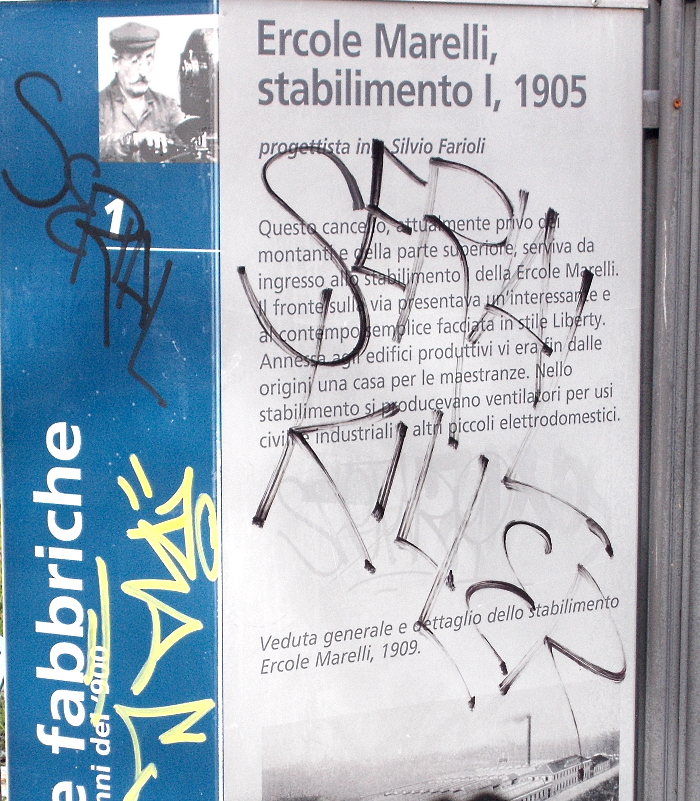 Ercole Marelli,
stabilimento I, 1905
progettista ing. Silvio Farioli
1
Questo cancello, attualmente privo dei
montanti e della parte superiore, serviva da
ingresso allo stabilimento I della Ercole Marelli.
Il fronte sulla via presentava un'interessante e
al contempo semplice facciata in stile Liberty.
Annessa agli edifici produttivi vi era fin dalle
origini una casa per le maestranze. Nello
stabilimento si producevano ventilatori per usi
civili e industriali e altri piccoli elettrodomestici.
Veduta generale e dettaglio dello stabilimento
Ercole Marelli, 1909.
e fabbriche
nni del '900